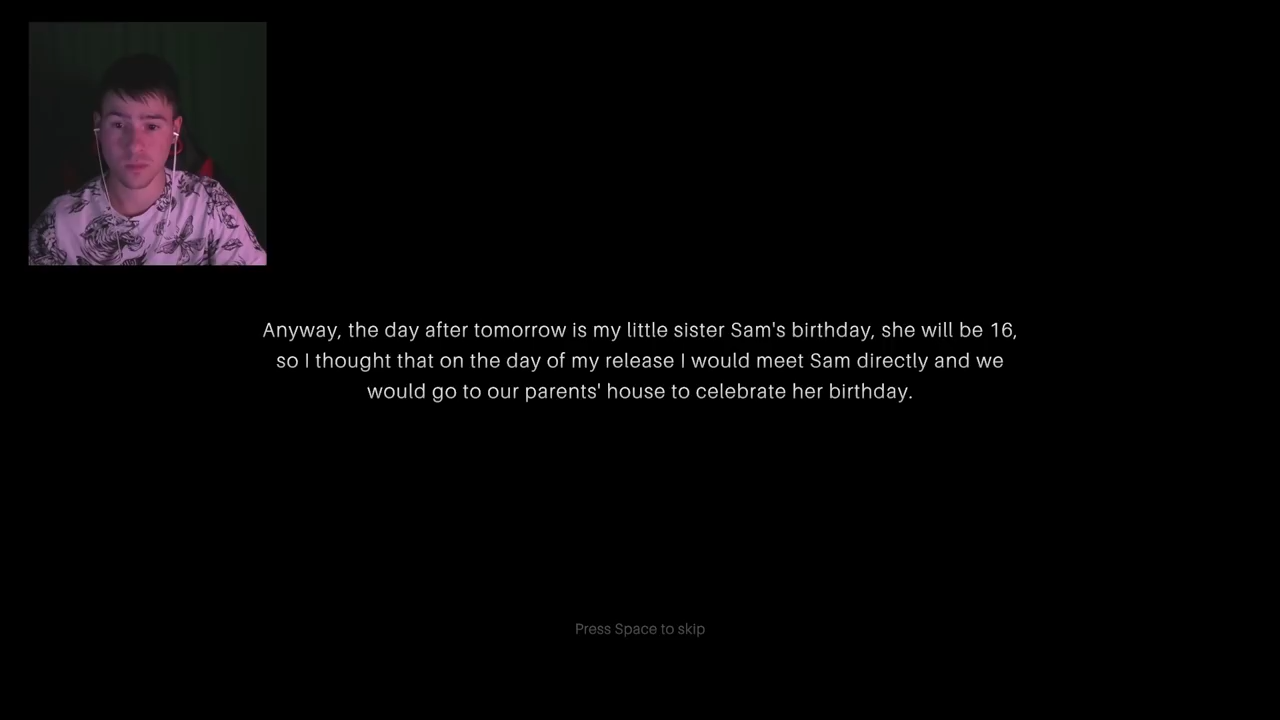 Anyway, the day after tomorrow is my little sister Sam's birthday, she will be 16,
so I thought that on the day of my release I would meet Sam directly and we
would go to our parents' house to celebrate her birthday.
Press Space to skip